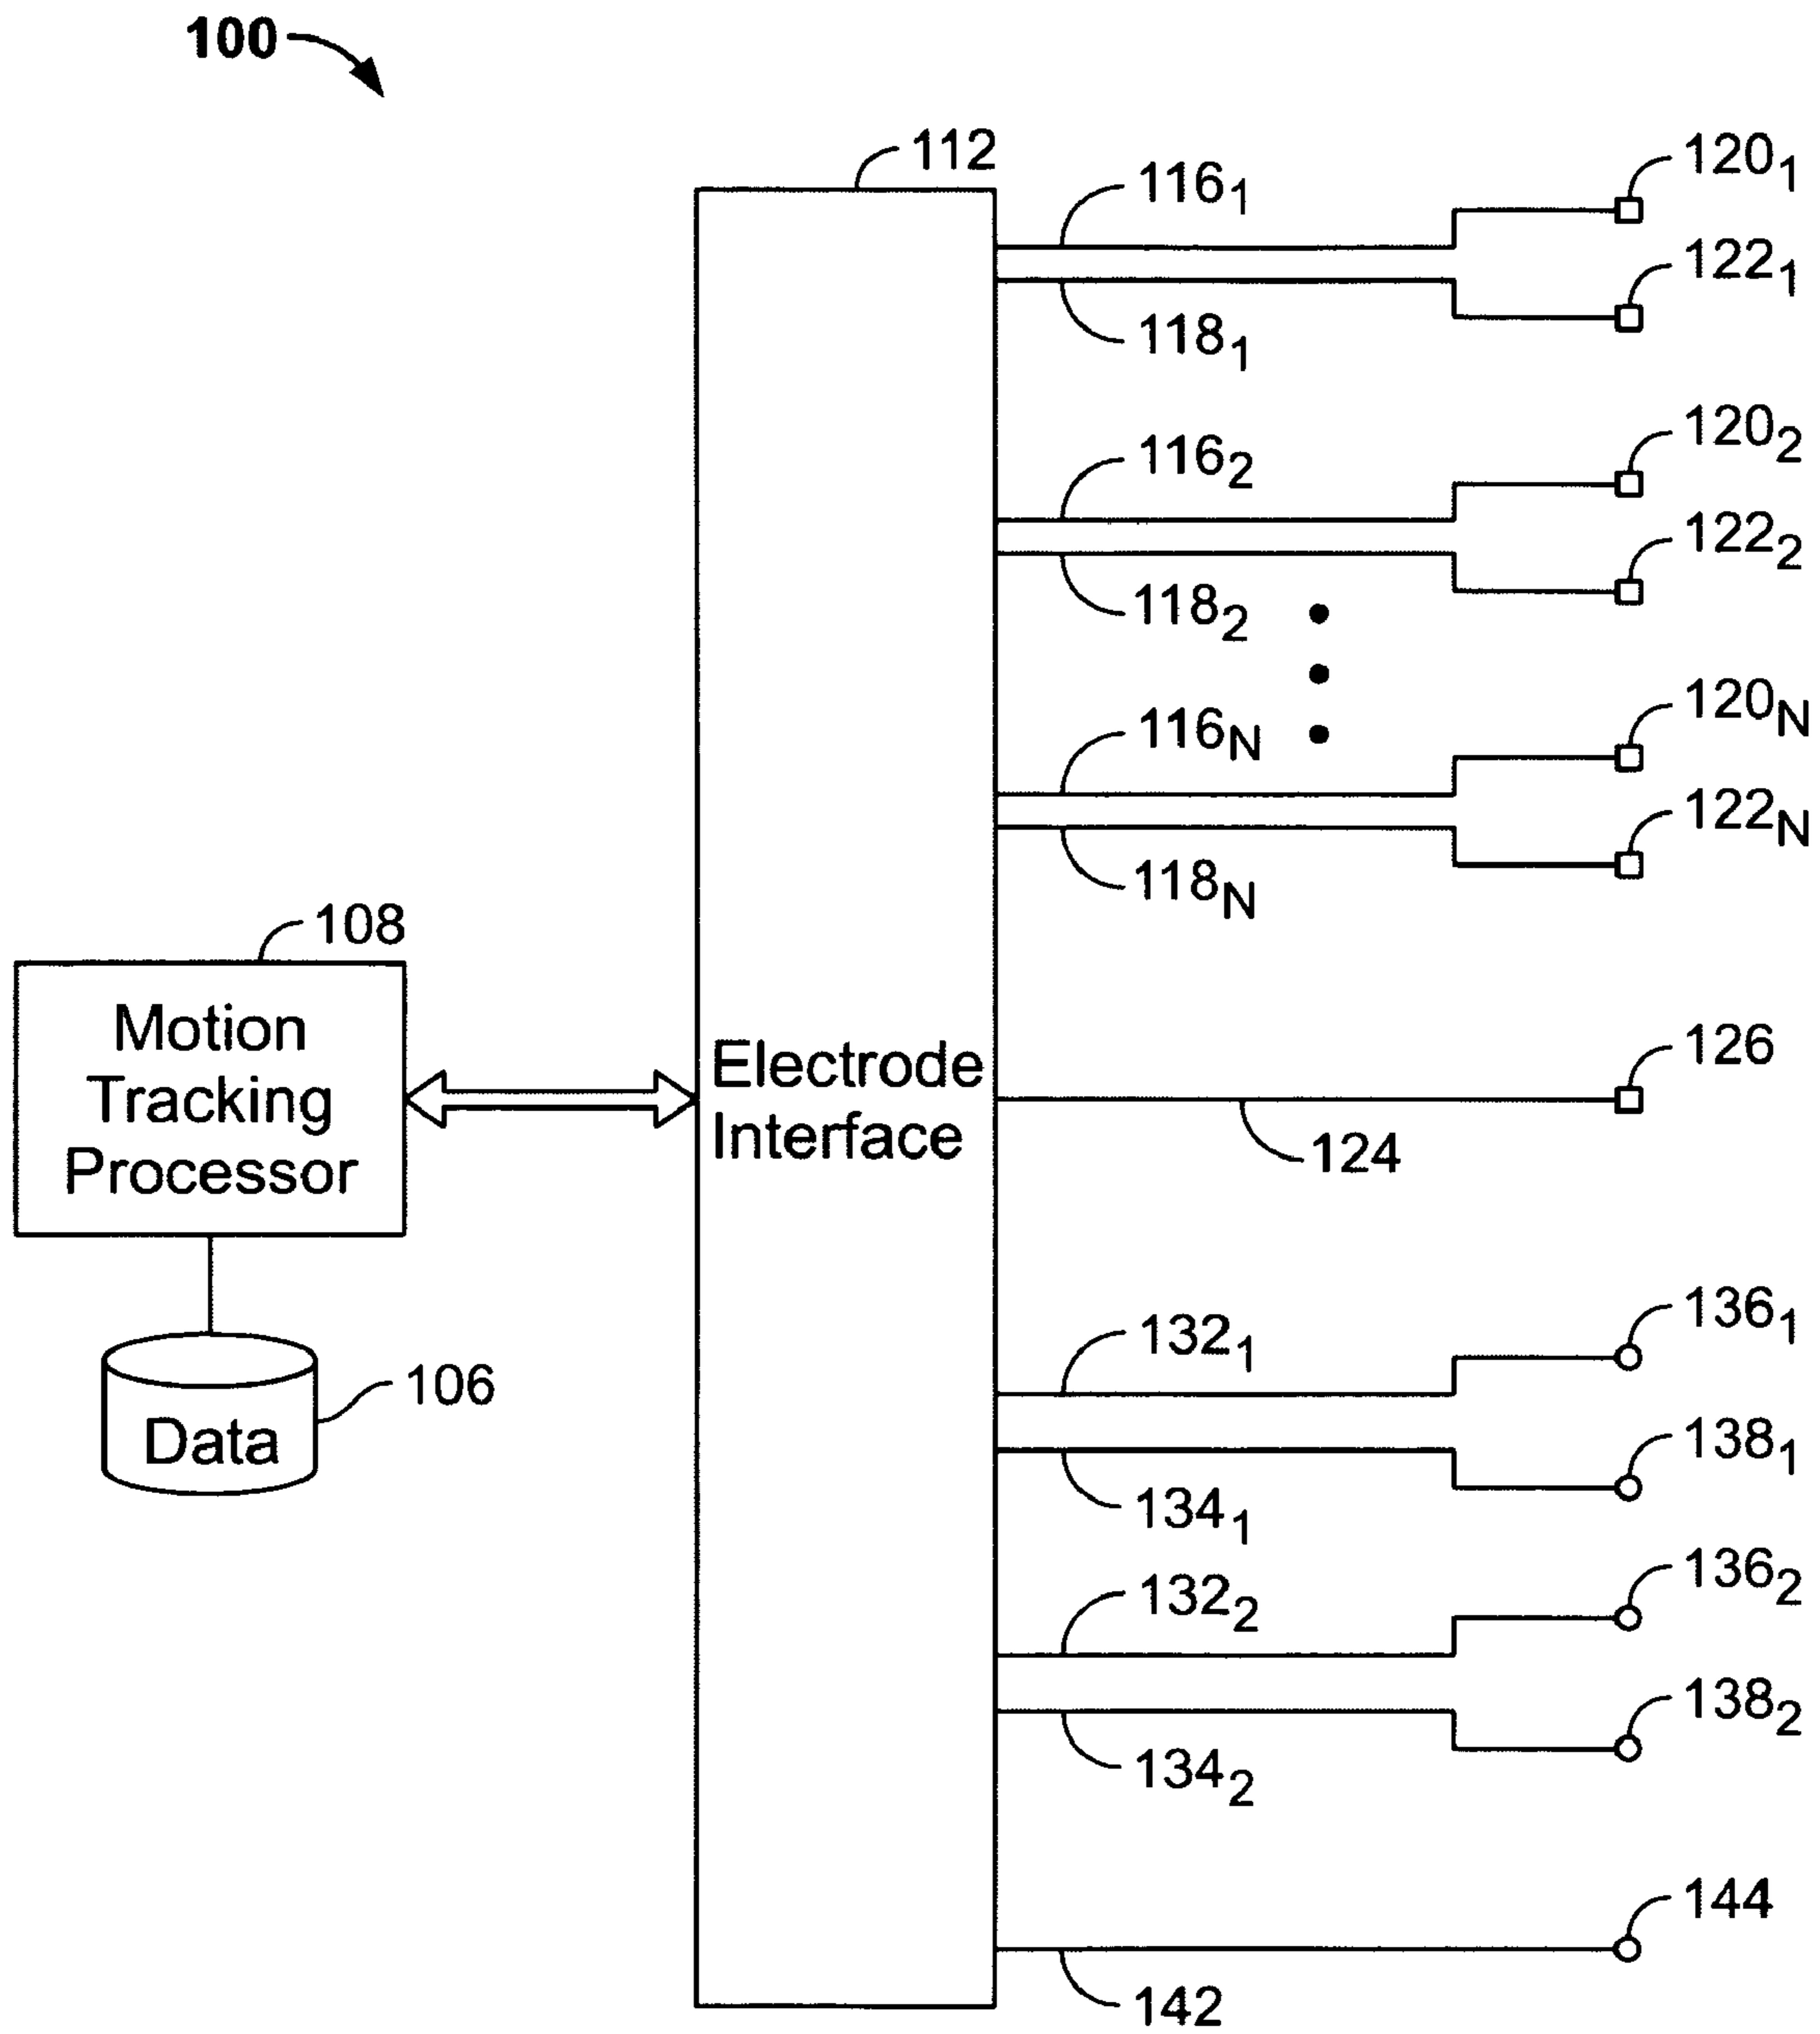 100
112
116₁
120₁
122₁
118₁
116₂
120₂
122₂
118₂
116N
120N
122N
118N
108
Motion
Tracking
Processor
Electrode
Interface
126
124
106
Data
132₁
136₁
138₁
134₁
132₂
136₂
138₂
134₂
144
142